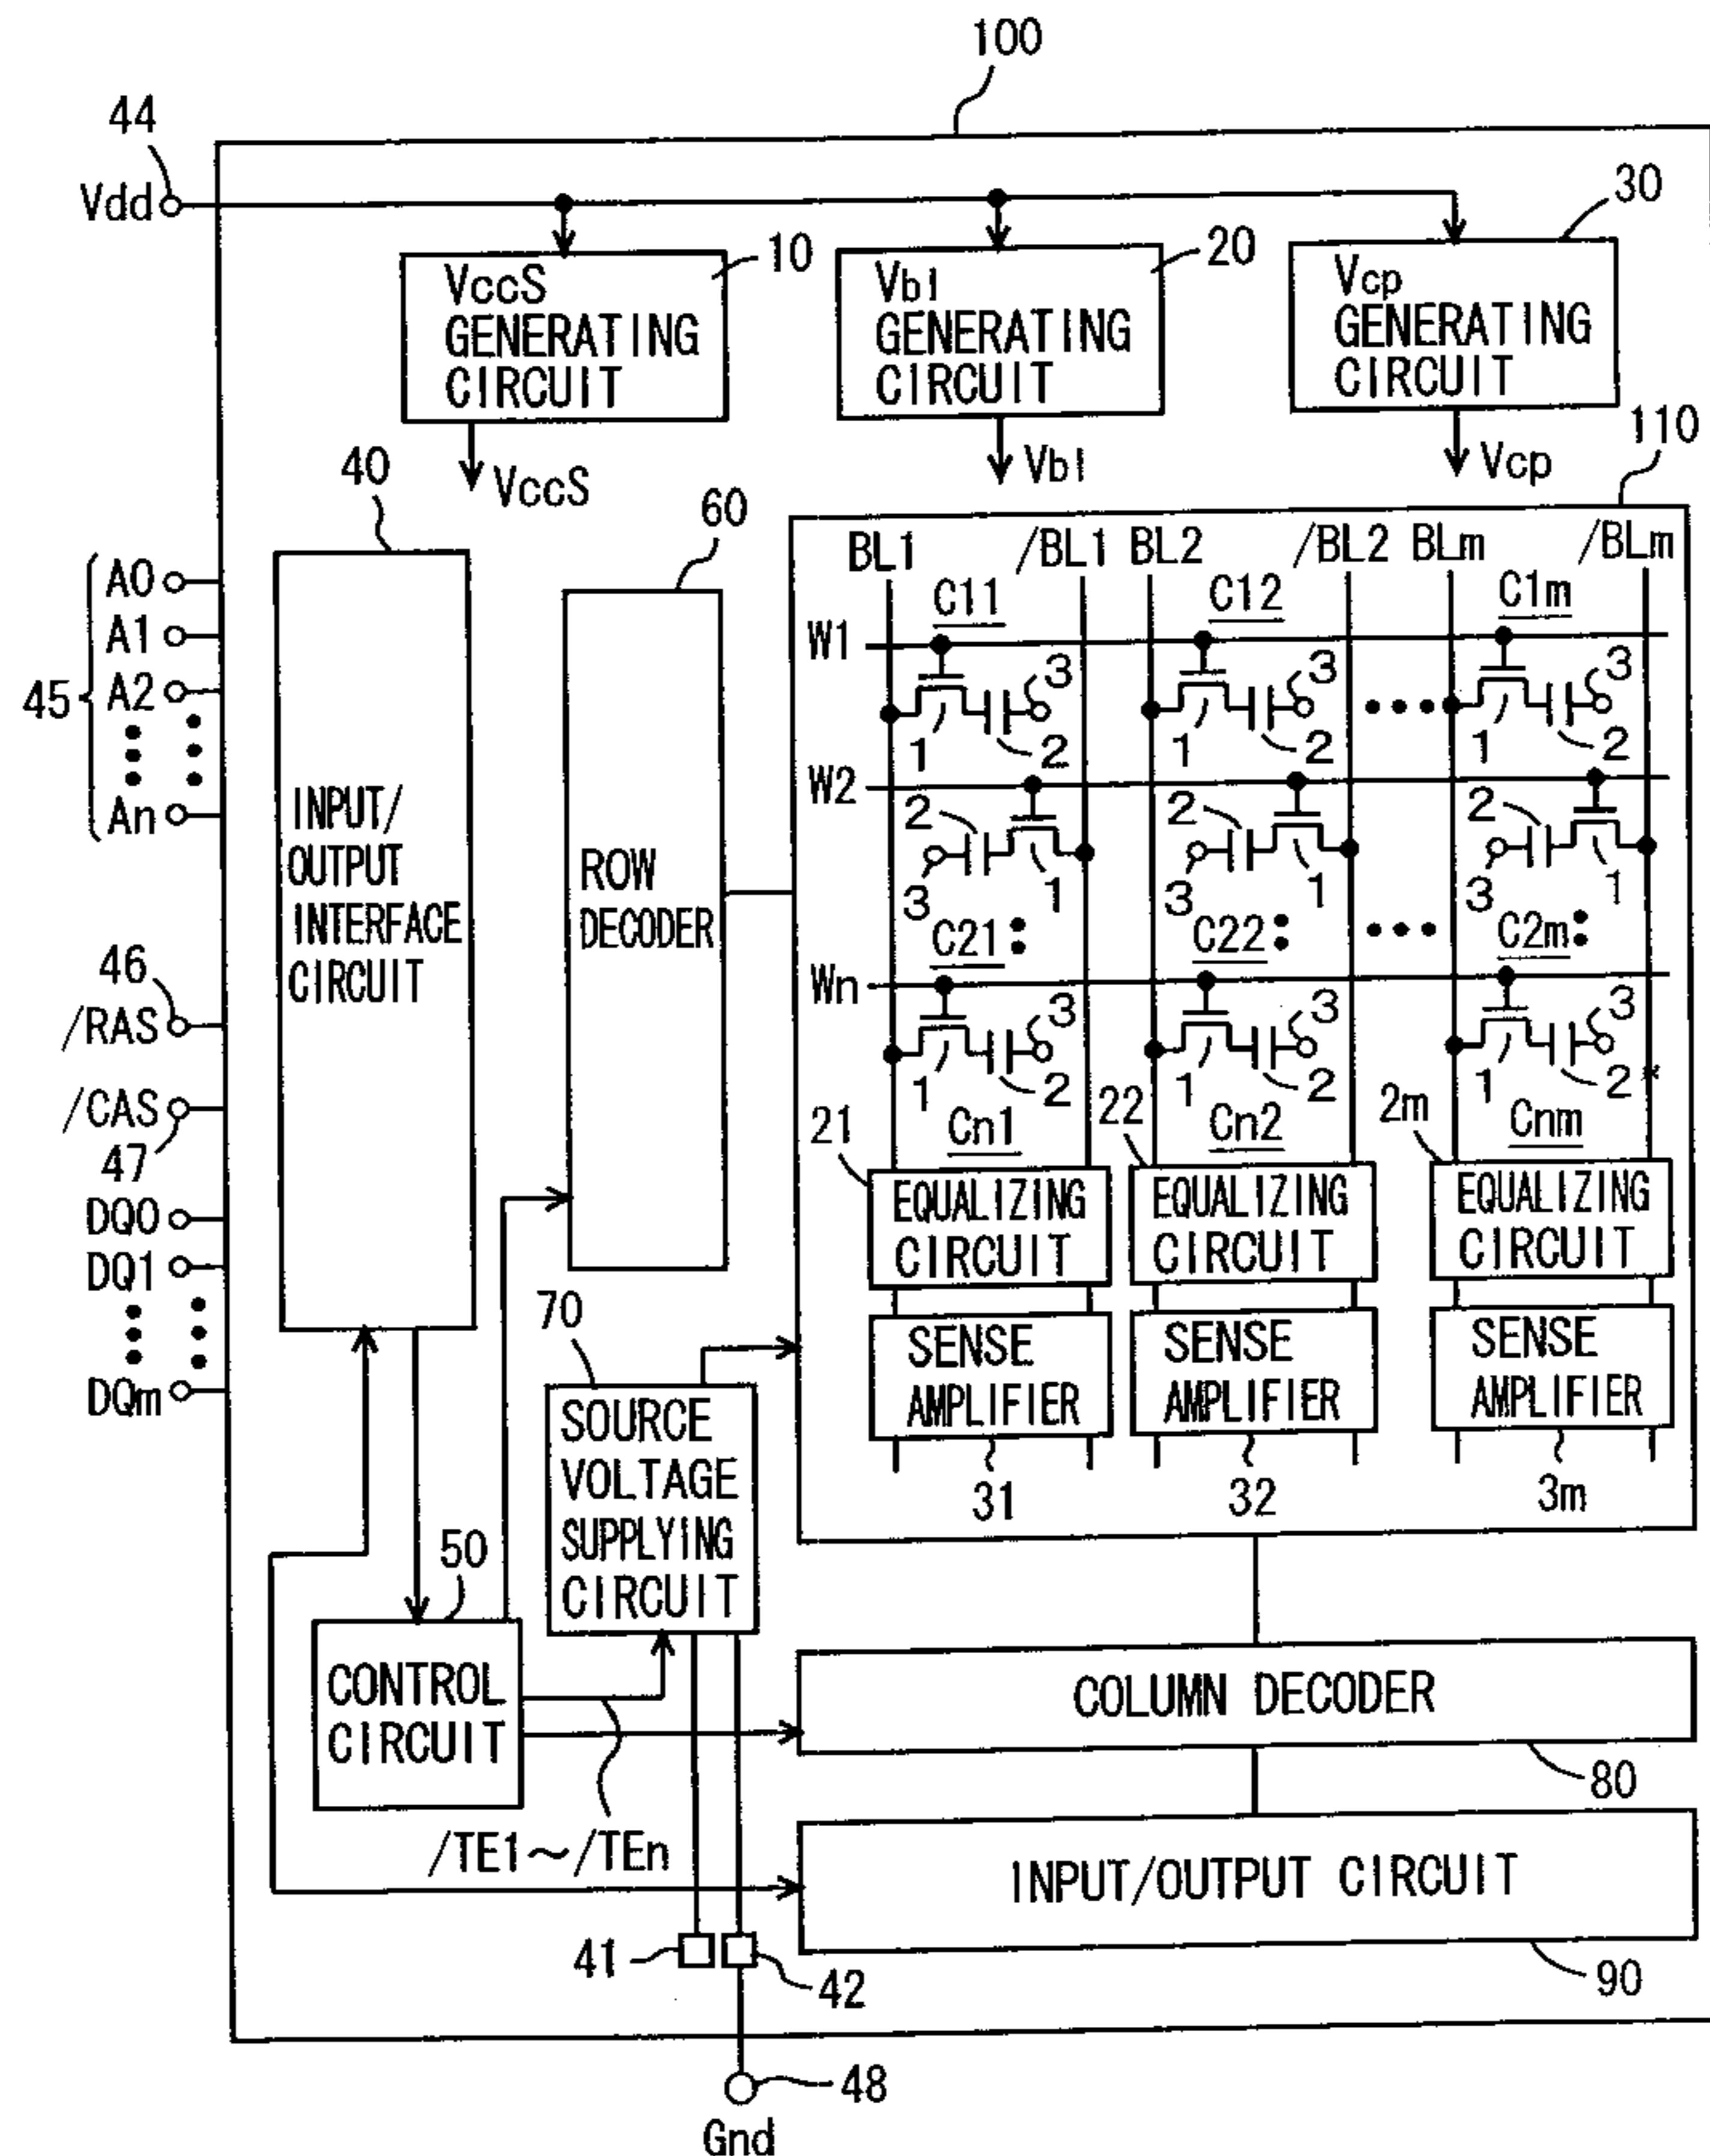 100
44
Vdd
30
10
20
VccS
GENERATING
CIRCUIT
Vbl
GENERATING
CIRCUIT
Vcp
GENERATING
CIRCUIT
110
VccS
Vbl
Vcp
40
60
BL1 /BL1 BL2 /BL2 BLm /BLm
C11 C12 C1m
W1
3 3 3
1 2 1 2 1 2
W2
2 2 2
3 1 3 1 3 1
C21 C22 C2m
Wn
3 3 3
1 2 1 2 1 2
Cn1 Cn2 Cnm
21 22 2m
EQUALIZING
CIRCUIT
EQUALIZING
CIRCUIT
EQUALIZING
CIRCUIT
SENSE
AMPLIFIER
SENSE
AMPLIFIER
SENSE
AMPLIFIER
31 32 3m
45
A0
A1
A2
An
46
/RAS
/CAS
47
DQ0
DQ1
DQm
INPUT/
OUTPUT
INTERFACE
CIRCUIT
ROW
DECODER
70
SOURCE
VOLTAGE
SUPPLYING
CIRCUIT
50
CONTROL
CIRCUIT
COLUMN DECODER
80
/TE1～/TEn
INPUT/OUTPUT CIRCUIT
90
41
42
48
Gnd